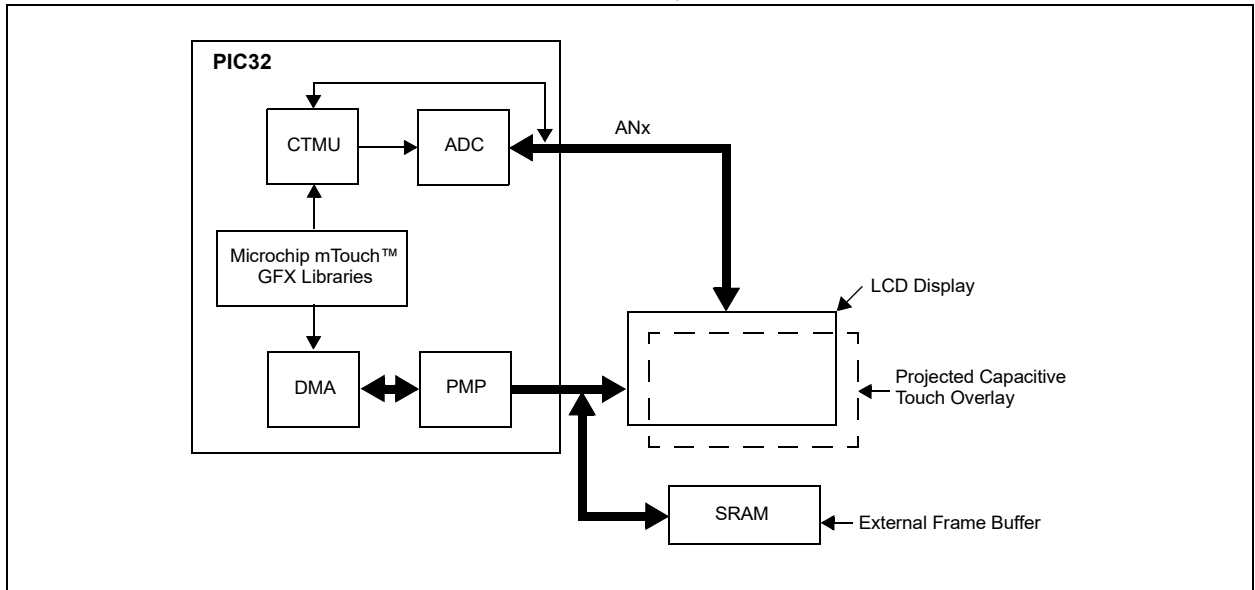 PIC32
CTMU
ADC
ANx
Microchip mTouch™
GFX Libraries
LCD Display
DMA
PMP
Projected Capacitive
Touch Overlay
SRAM
External Frame Buffer